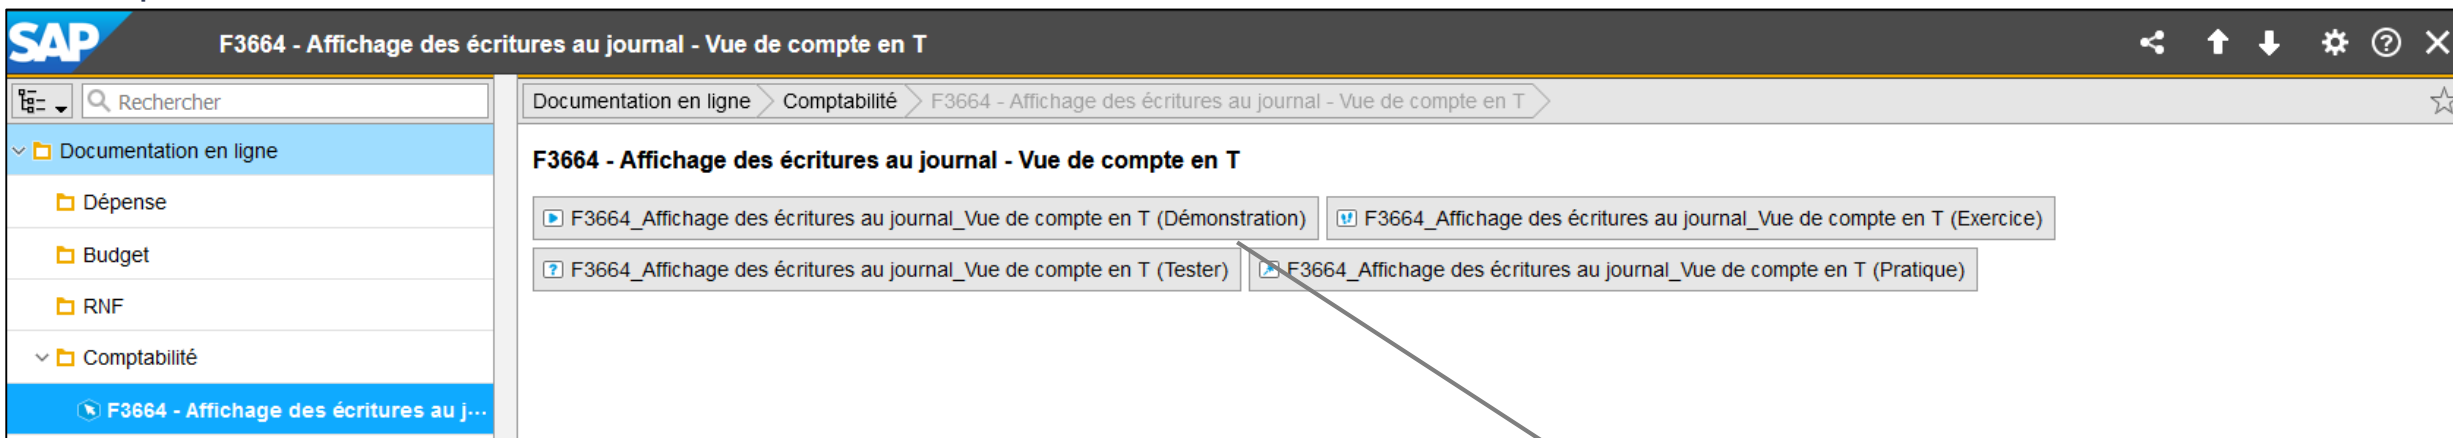 SAP
F3664 - Affichage des écritures au journal - Vue de compte en T
Rechercher
Documentation en ligne
Comptabilité
F3664 - Affichage des écritures au journal - Vue de compte en T
Documentation en ligne
Dépense
Budget
RNF
Comptabilité
F3664 - Affichage des écritures au j...
F3664 - Affichage des écritures au journal - Vue de compte en T
F3664_Affichage des écritures au journal_Vue de compte en T (Démonstration)
F3664_Affichage des écritures au journal_Vue de compte en T (Exercice)
F3664_Affichage des écritures au journal_Vue de compte en T (Tester)
F3664_Affichage des écritures au journal_Vue de compte en T (Pratique)